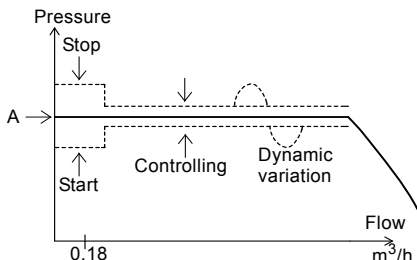 Pressure
Stop
A
Start
Controlling
Dynamic
variation
Flow
0.18
m³/h